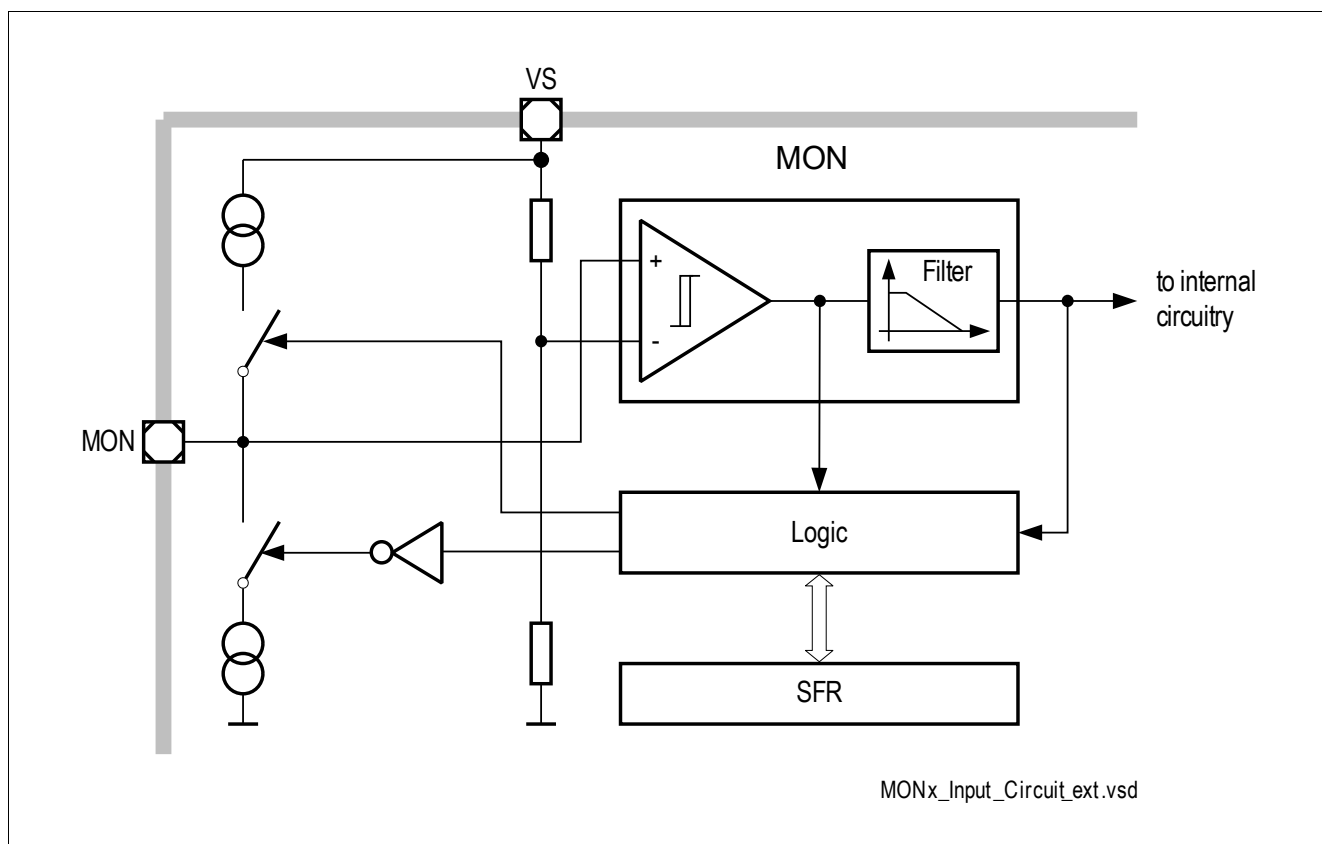 VS
MON
+
-
Filter
to internal
circuitry
MON
Logic
SFR
MONx_Input_Circuit_ext.vsd